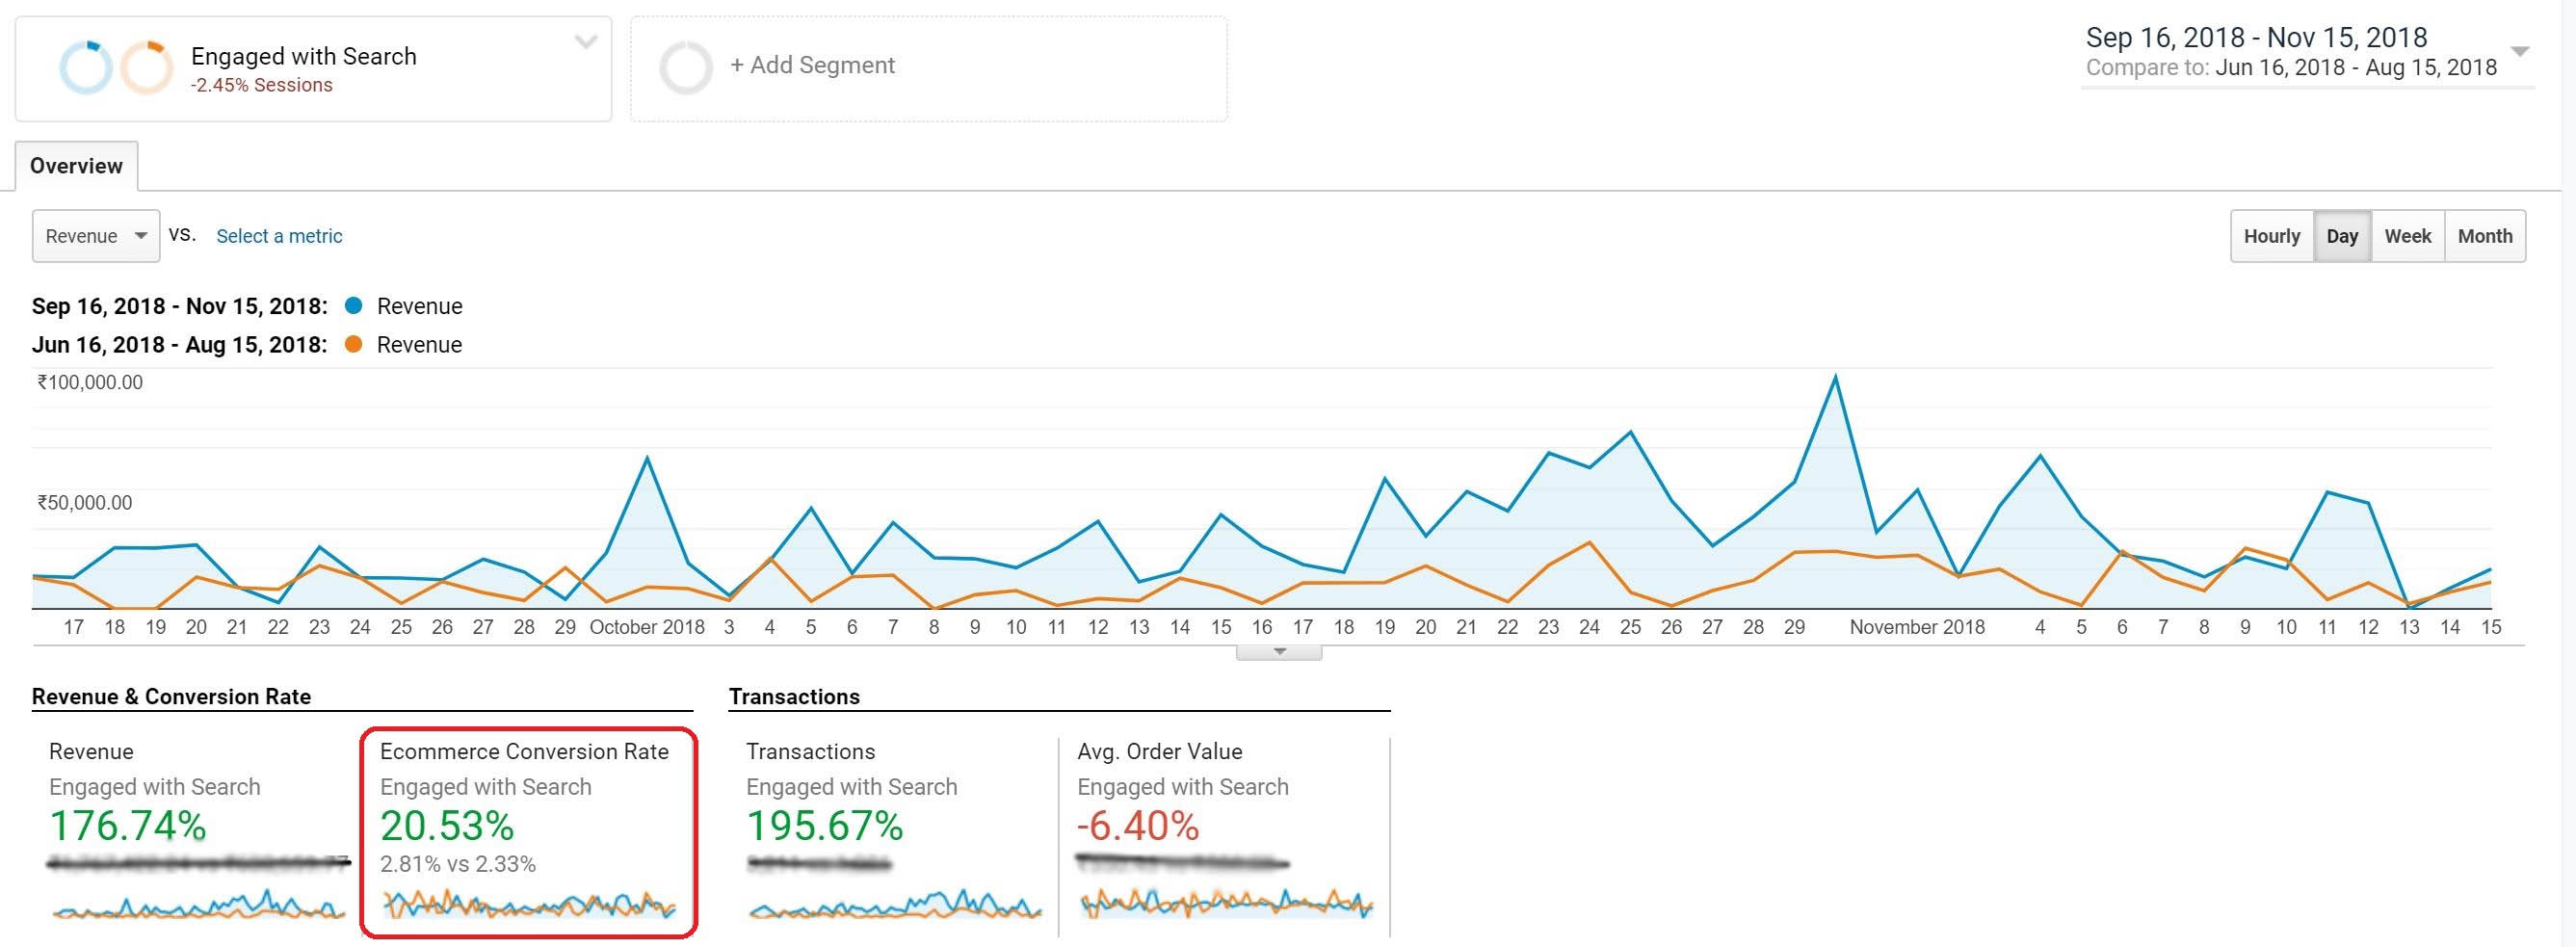 Engaged with Search
-2.45% Sessions
+ Add Segment
Sep 16, 2018 - Nov 15, 2018
Compare to: Jun 16, 2018 - Aug 15, 2018
Overview
Revenue vs. Select a metric
Hourly Day Week Month
Sep 16, 2018 - Nov 15, 2018: Revenue
Jun 16, 2018 - Aug 15, 2018: Revenue
₹100,000.00
₹50,000.00
17 18 19 20 21 22 23 24 25 26 27 28 29 October 2018 3 4 5 6 7 8 9 10 11 12 13 14 15 16 17 18 19 20 21 22 23 24 25 26 27 28 29 November 2018 4 5 6 7 8 9 10 11 12 13 14 15
Revenue & Conversion Rate
Revenue
Engaged with Search
176.74%
Ecommerce Conversion Rate
Engaged with Search
20.53%
2.81% vs 2.33%
Transactions
Transactions
Engaged with Search
195.67%
Avg. Order Value
Engaged with Search
-6.40%